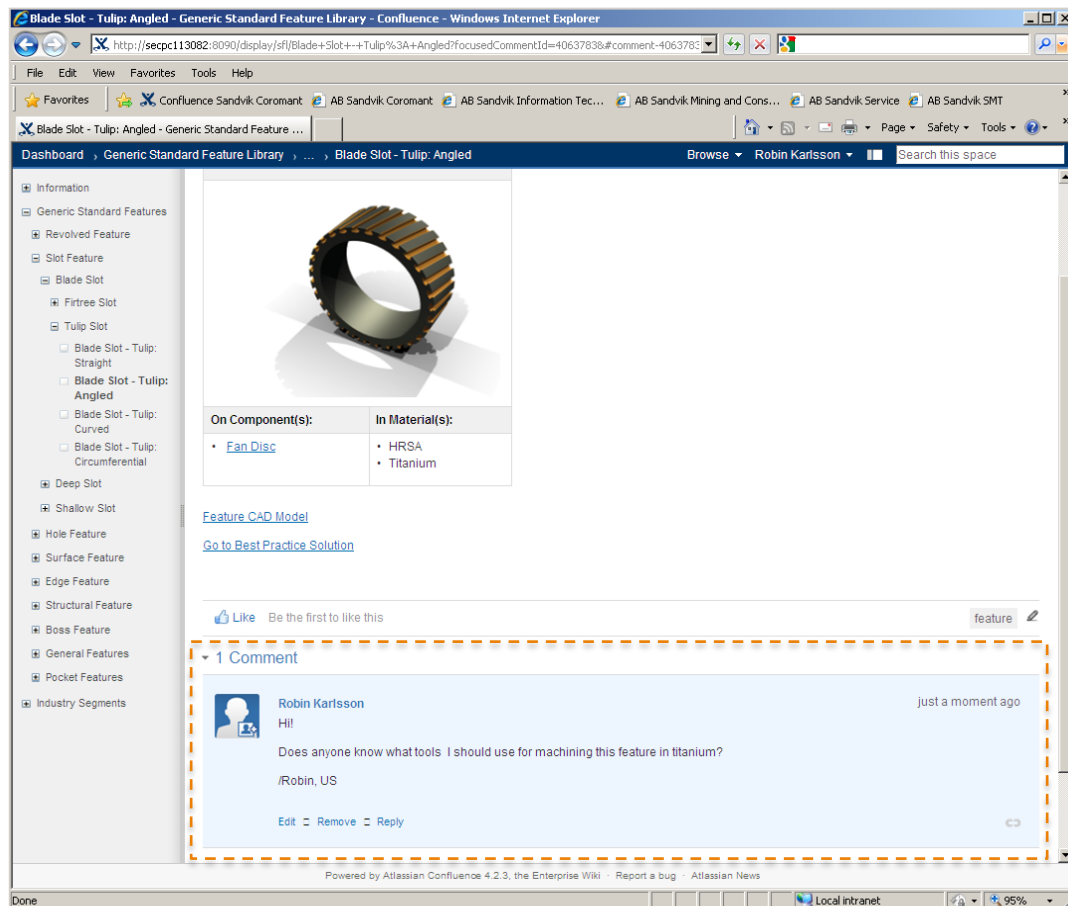 Blade Slot - Tulip: Angled - Generic Standard Feature Library - Confluence - Windows Internet Explorer
http://secpc113082:8090/display/sfl/Blade+Slot+-+Tulip%3A+Angled?focusedCommentId=4063783&#comment-4063783
File Edit View Favorites Tools Help
Favorites Confluence Sandvik Coromant AB Sandvik Coromant AB Sandvik Information Tec... AB Sandvik Mining and Cons... AB Sandvik Service AB Sandvik SMT
Blade Slot - Tulip: Angled - Generic Standard Feature ... Page Safety Tools
Dashboard Generic Standard Feature Library ... Blade Slot - Tulip: Angled Browse Robin Karlsson Search this space
Information
Generic Standard Features
Revolved Feature
Slot Feature
Blade Slot
Firtree Slot
Tulip Slot
Blade Slot - Tulip:
Straight
Blade Slot - Tulip:
Angled
Blade Slot - Tulip:
Curved
Blade Slot - Tulip:
Circumferential
Deep Slot
Shallow Slot
Hole Feature
Surface Feature
Edge Feature
Structural Feature
Boss Feature
General Features
Pocket Features
Industry Segments
On Component(s): In Material(s):
• Fan Disc • HRSA
• Titanium
Feature CAD Model
Go to Best Practice Solution
Like Be the first to like this feature
1 Comment
Robin Karlsson just a moment ago
Hi!
Does anyone know what tools I should use for machining this feature in titanium?
/Robin, US
Edit Remove Reply
Powered by Atlassian Confluence 4.2.3, the Enterprise Wiki · Report a bug · Atlassian News
Done Local intranet 95%